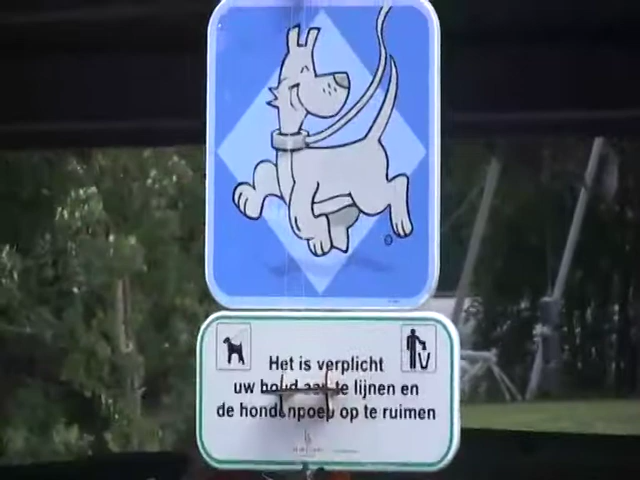 Het is verplicht
uw hond aan te lijnen en
de hondenpoep op te ruimen